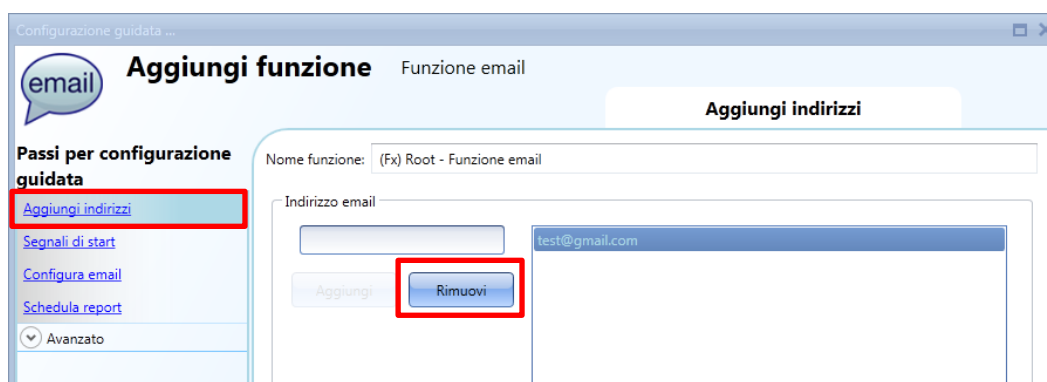 Configurazione guidata ...
email
Aggiungi funzione Funzione email
Aggiungi indirizzi
Passi per configurazione
guidata
Aggiungi indirizzi
Segnali di start
Configura email
Schedula report
Avanzato
Nome funzione: (Fx) Root - Funzione email
Indirizzo email
test@gmail.com
Aggiungi Rimuovi